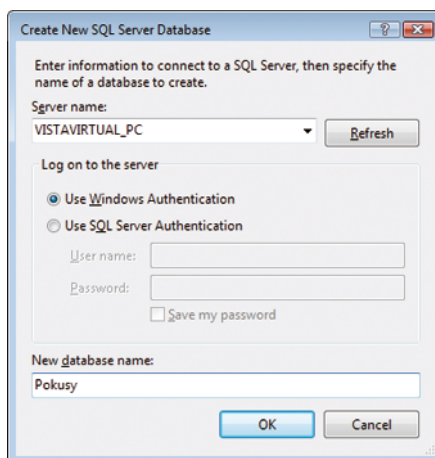 Create New SQL Server Database
Enter information to connect to a SQL Server, then specify the
name of a database to create.
Server name:
VISTAVIRTUAL_PC
Refresh
Log on to the server
Use Windows Authentication
Use SQL Server Authentication
User name:
Password:
Save my password
New database name:
Pokusy
OK
Cancel